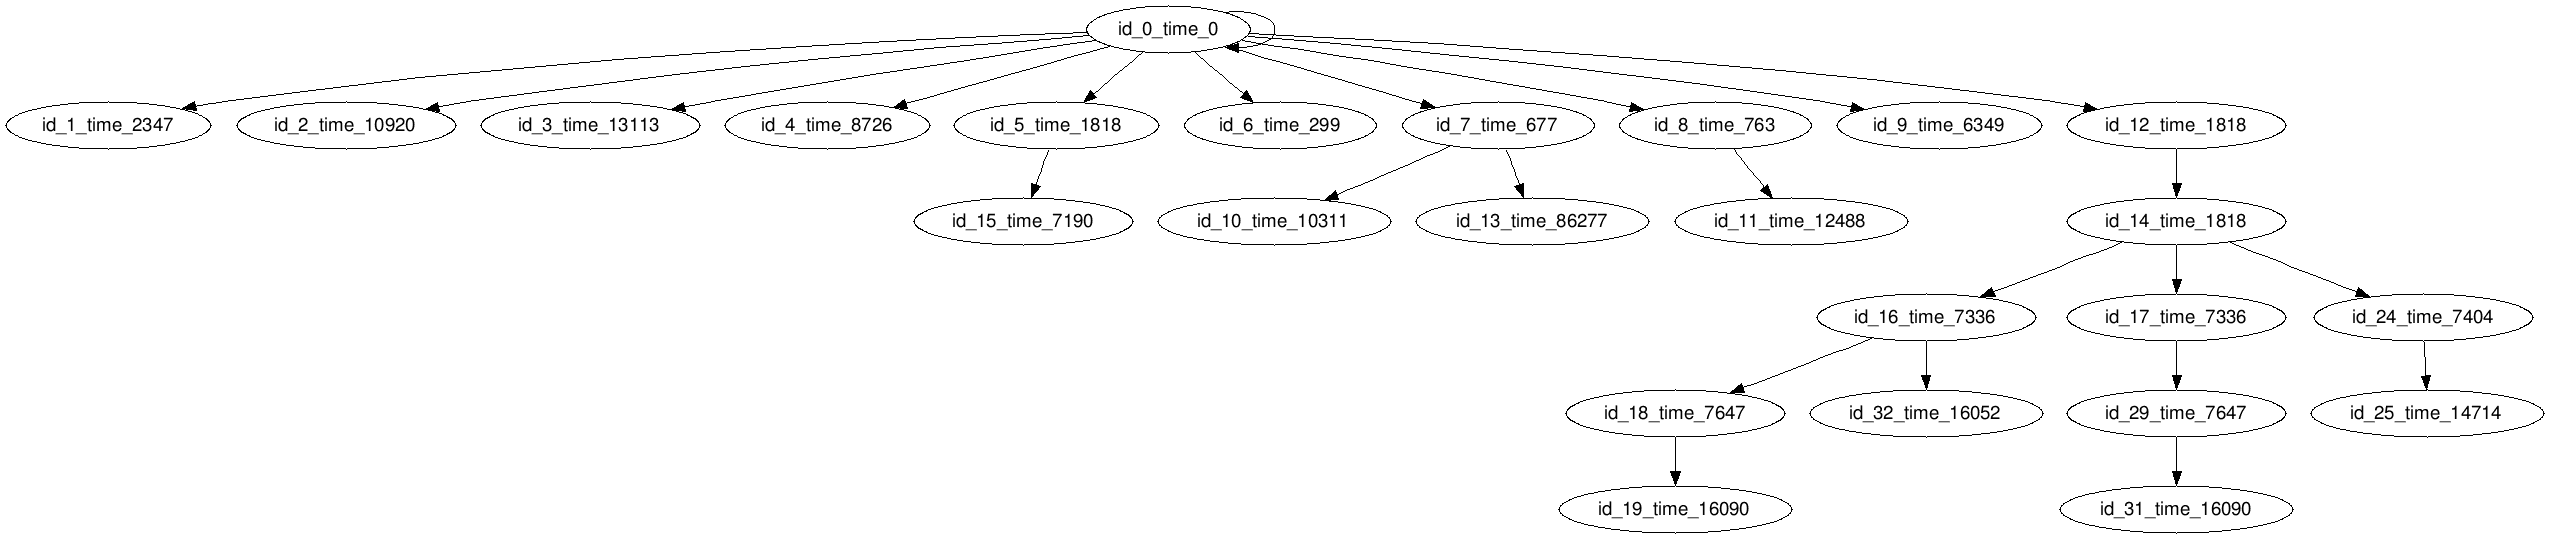 id_0_time_0
id_1_time_2347
id_2_time_10920
id_3_time_13113
id_4_time_8726
id_5_time_1818
id_6_time_299
id_7_time_677
id_8_time_763
id_9_time_6349
id_12_time_1818
id_15_time_7190
id_10_time_10311
id_13_time_86277
id_11_time_12488
id_14_time_1818
id_16_time_7336
id_17_time_7336
id_24_time_7404
id_18_time_7647
id_32_time_16052
id_29_time_7647
id_25_time_14714
id_19_time_16090
id_31_time_16090